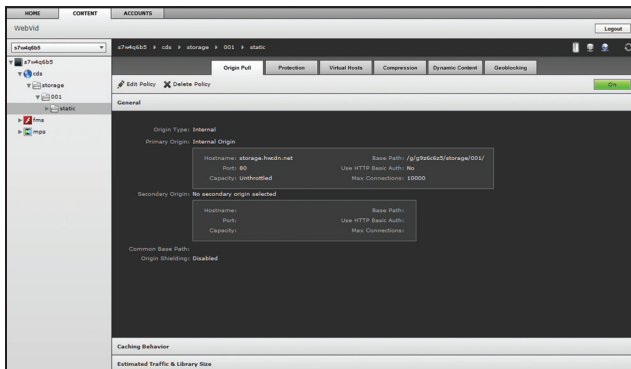 HOME CONTENT ACCOUNTS
WebVid Logout
s7w4q6b5
s7w4q6b5 cds storage 001 static
s7w4q6b5
cds
storage
001
static
fms
mps
Origin Pull Protection Virtual Hosts Compression Dynamic Content Geoblocking
Edit Policy Delete Policy On
General
Origin Type: Internal
Primary Origin: Internal Origin
Hostname: storage.hwcdn.net Base Path: /g/g9z6c6z5/storage/001/
Port: 80 Use HTTP Basic Auth: No
Capacity: Unthrottled Max Connections: 10000
Secondary Origin: No secondary origin selected
Hostname: Base Path:
Port: Use HTTP Basic Auth:
Capacity: Max Connections:
Common Base Path:
Origin Shielding: Disabled
Caching Behavior
Estimated Traffic & Library Size